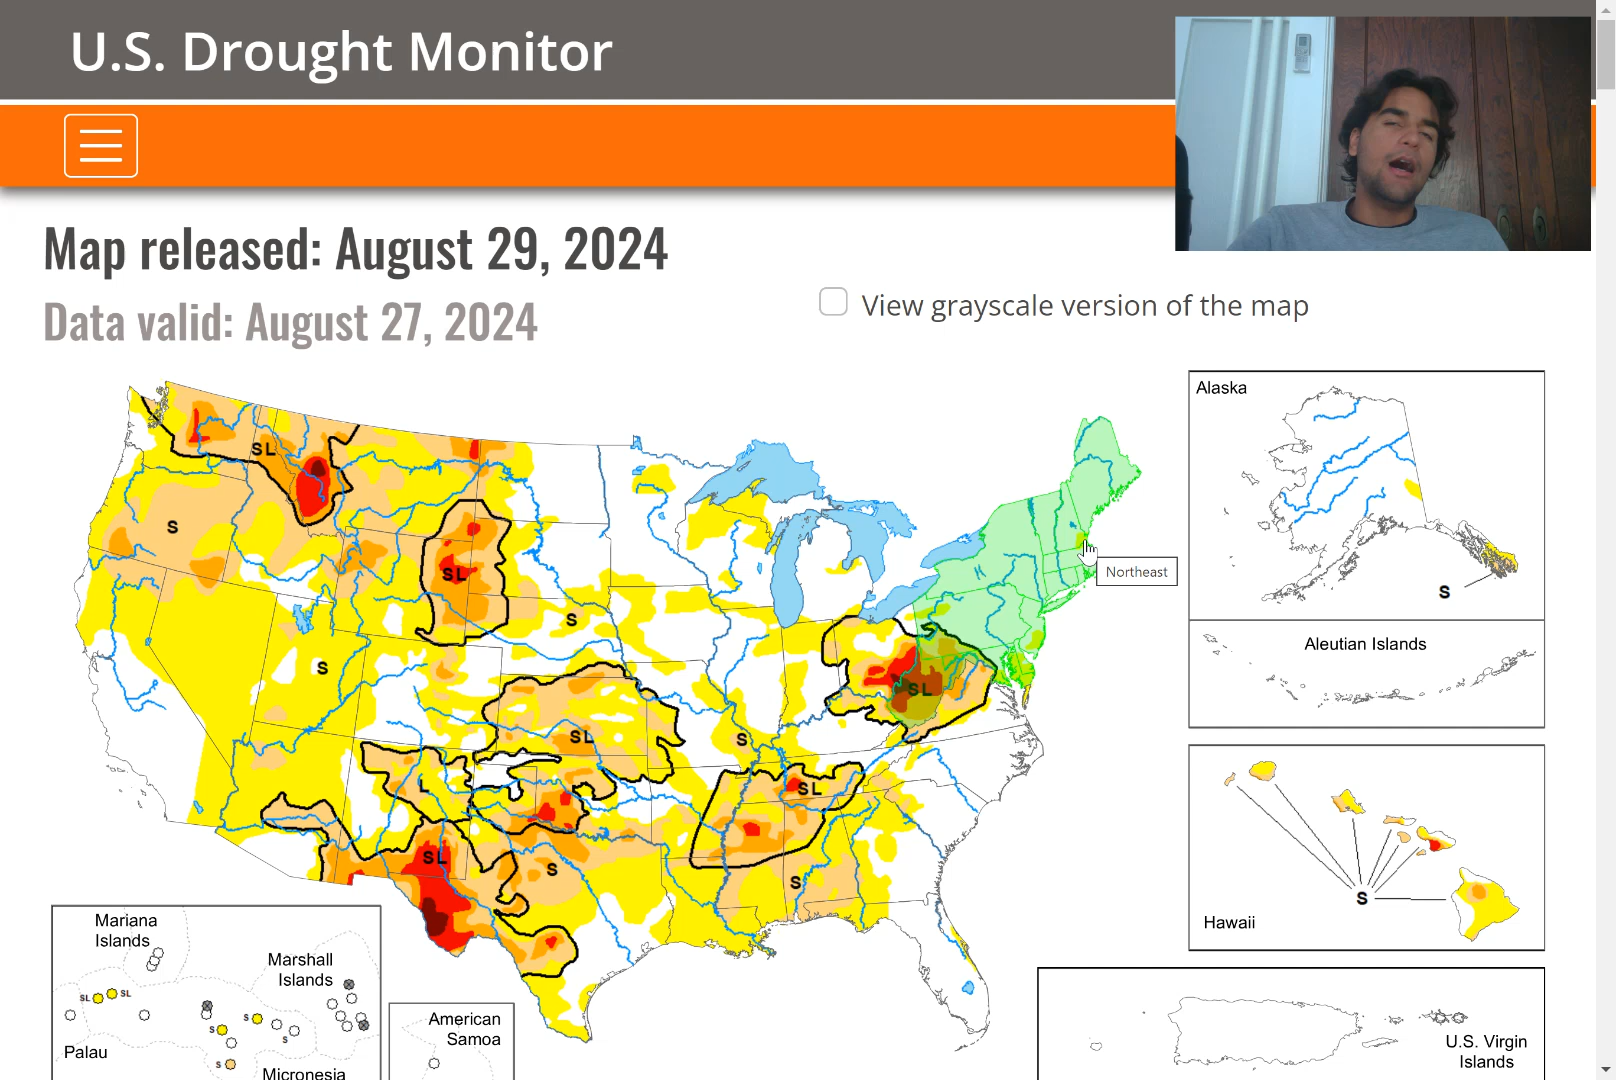 U.S. Drought Monitor
Map released: August 29, 2024
Data valid: August 27, 2024
View grayscale version of the map
Alaska
S
Aleutian Islands
Hawaii
S
U.S. Virgin
Islands
Northeast
SL
S
SL
S
S
SL
SL
S
L
SL
SL
S
S
SL
Mariana
Islands
Marshall
Islands
SL
SL
S
S
S
S
Palau
Micronesia
American
Samoa